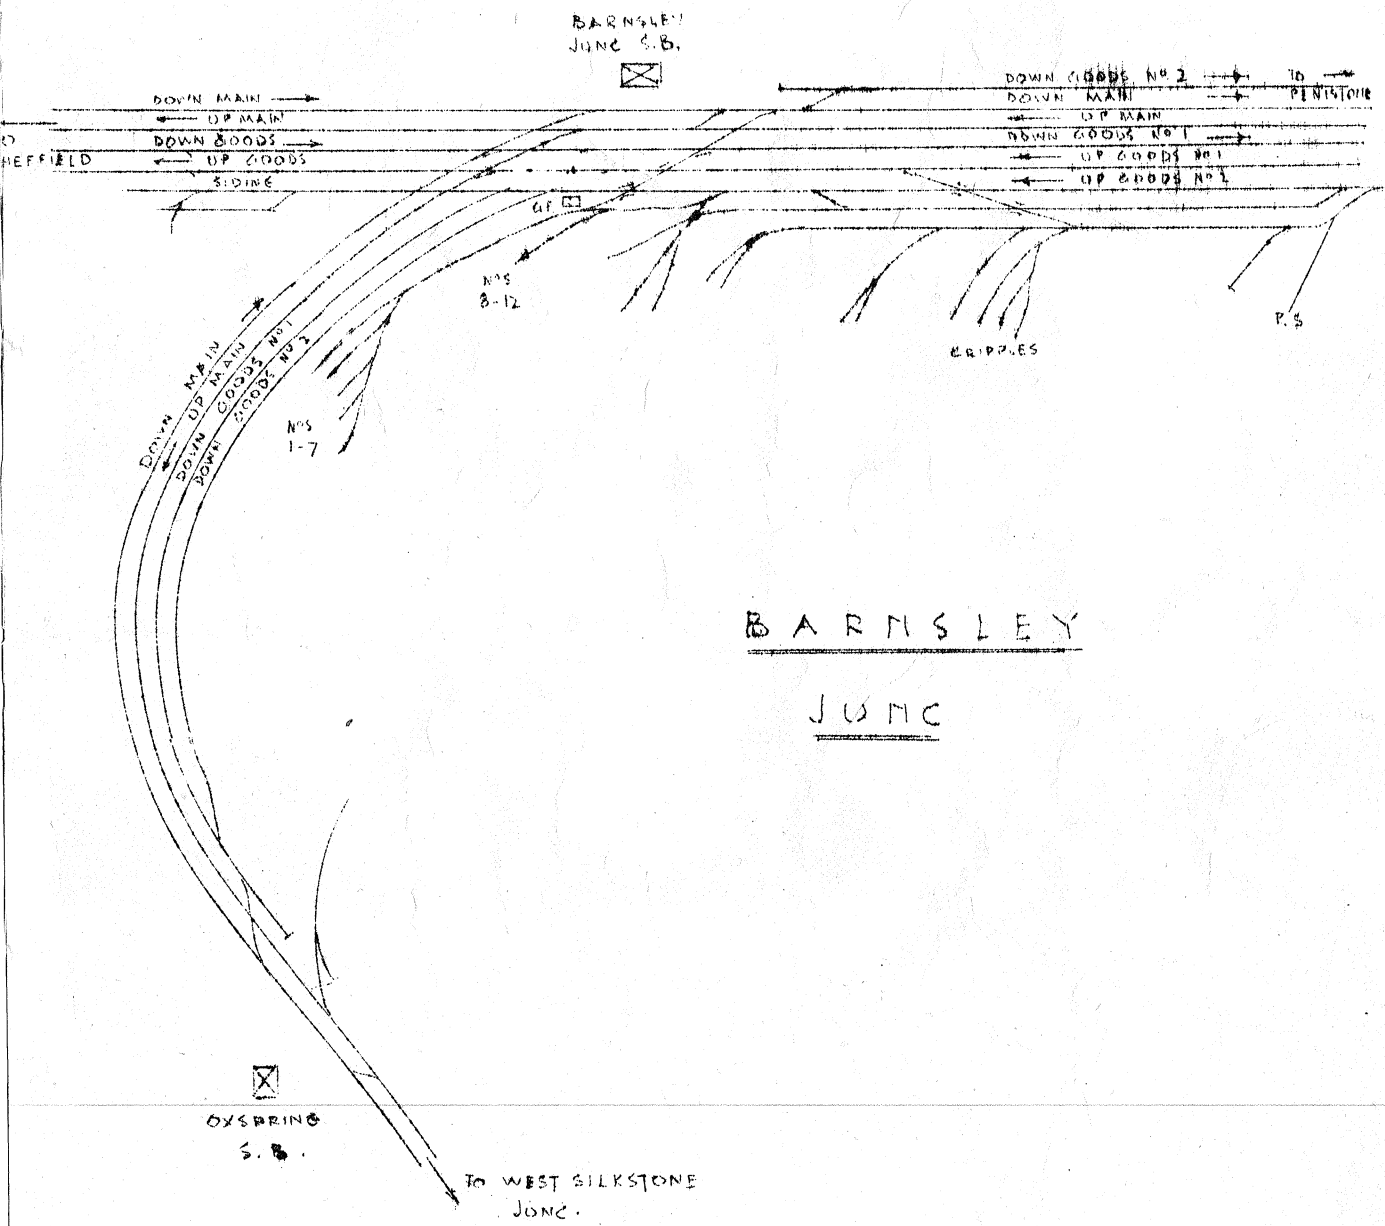 BARNSLEY
JUNC S.B.
DOWN GOODS Nº 2
TO
DOWN MAIN
DOWN MAIN
PENISTONE
UP MAIN
UP MAIN
DOWN GOODS
DOWN GOODS Nº 1
HEFFIELD
UP GOODS
UP GOODS Nº 1
SIDING
UP GOODS Nº 2
GF
NºS
8-12
P.S
CRIPPLES
DOWN MAIN
UP MAIN
DOWN GOODS Nº 1
DOWN GOODS Nº 2
NºS
1-7
BARNSLEY
JUNC
OXSPRING
S.B.
TO WEST SILKSTONE
JUNC.